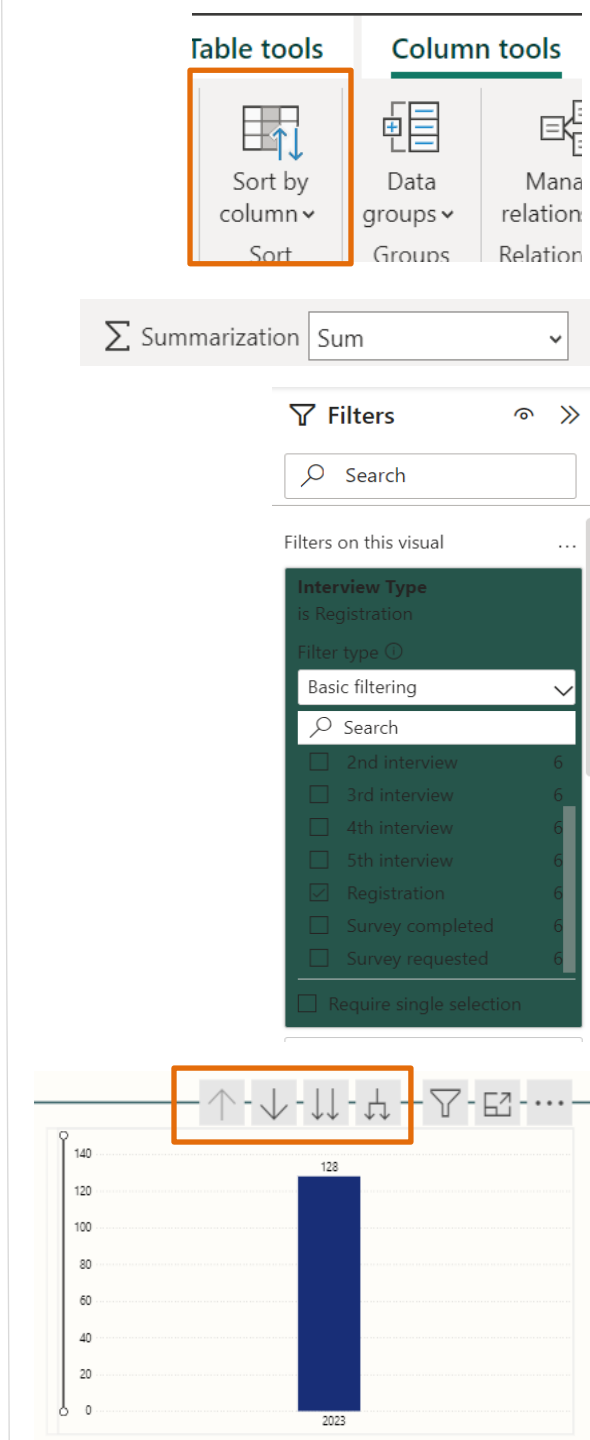 Table tools Column tools
Sort by column
Data groups
Sort
Groups
Summarization Sum
Filters
Search
Filters on this visual ...
Interview Type
is Registration
Filter type
Basic filtering
Search
2nd interview 6
3rd interview 6
4th interview 6
5th interview 6
Registration 6
Survey completed 6
Survey requested 6
Require single selection
140
128
120
100
80
60
40
20
0
2023